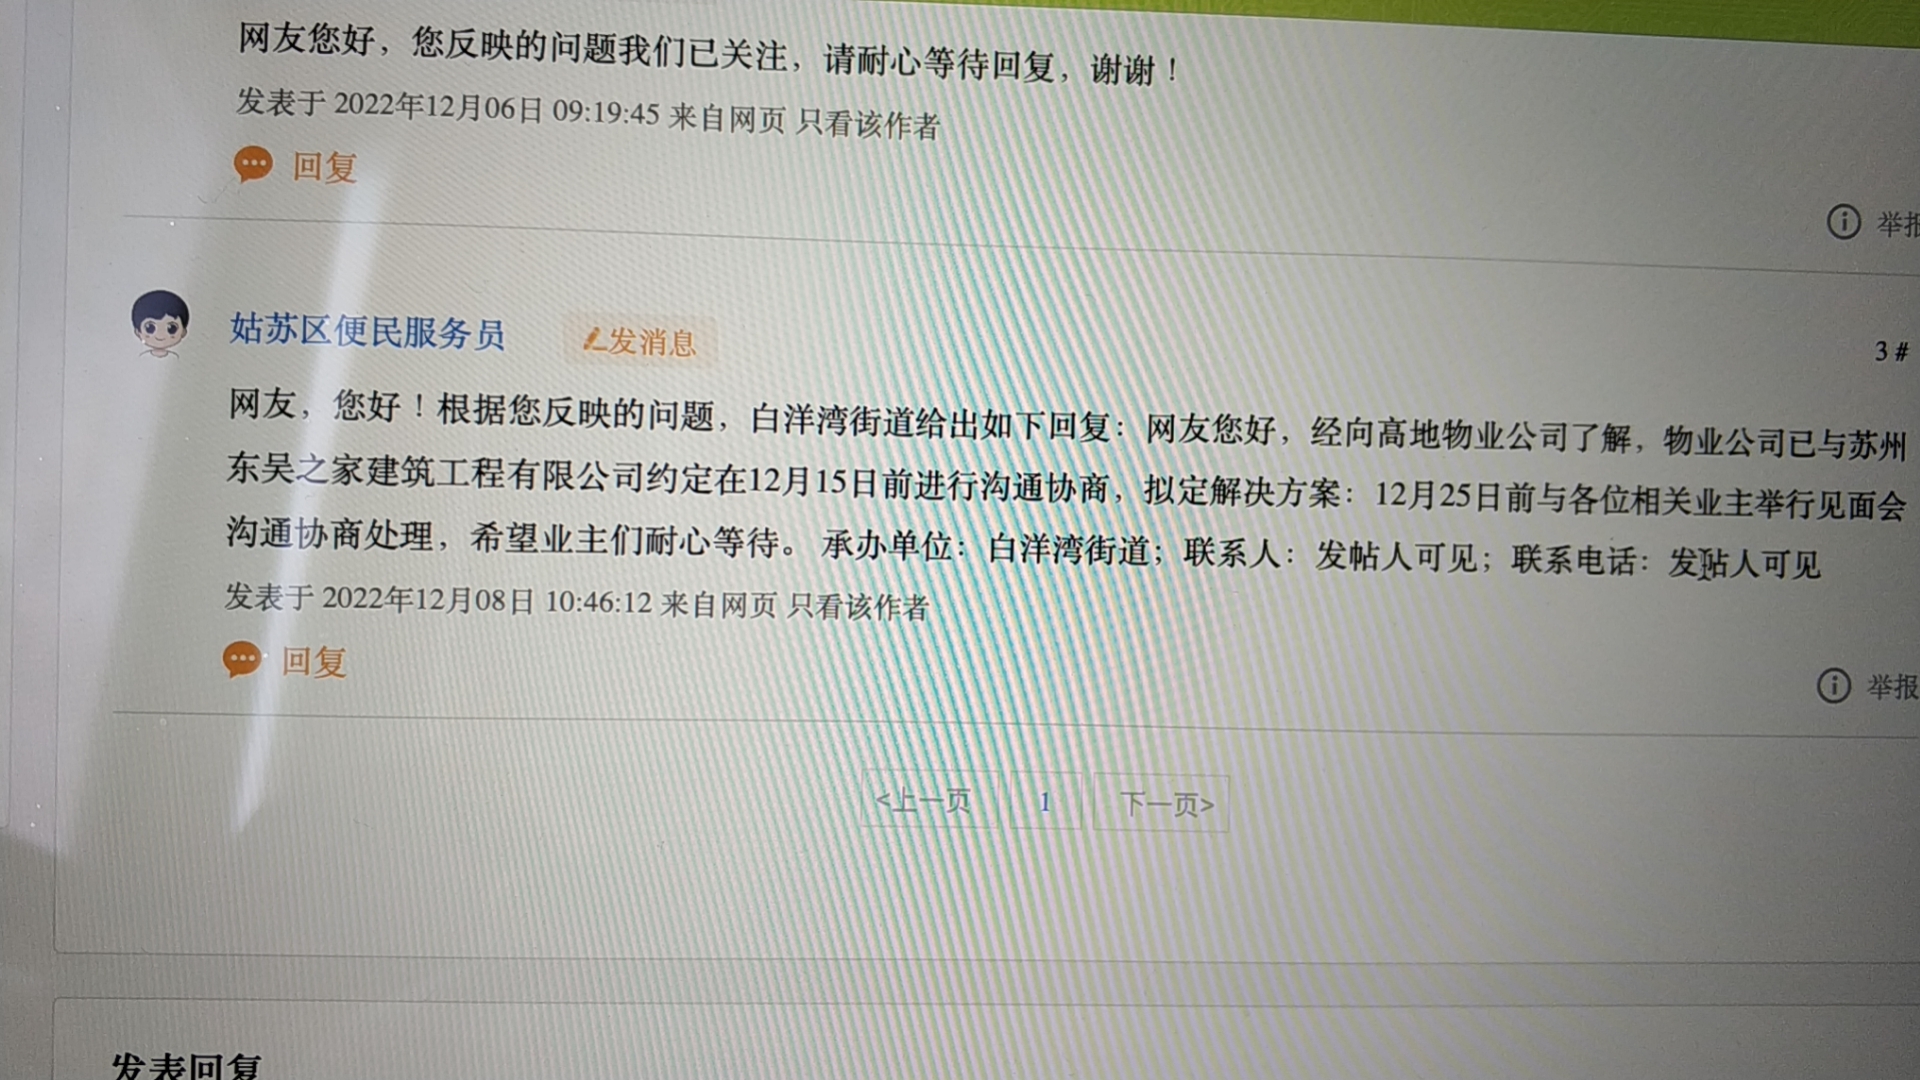 网友您好，您反映的问题我们已关注，请耐心等待回复，谢谢！
发表于 2022年12月06日 09:19:45 来自网页 只看该作者
回复
举报
姑苏区便民服务员 发消息
3#
网友，您好！根据您反映的问题，白洋湾街道给出如下回复：网友您好，经向高地物业公司了解，物业公司已与苏州
东吴之家建筑工程有限公司约定在12月15日前进行沟通协商，拟定解决方案：12月25日前与各位相关业主举行见面会
沟通协商处理，希望业主们耐心等待。 承办单位：白洋湾街道；联系人：发帖人可见；联系电话：发帖人可见
发表于 2022年12月08日 10:46:12 来自网页 只看该作者
回复
举报
<上一页 1 下一页>
发表回复